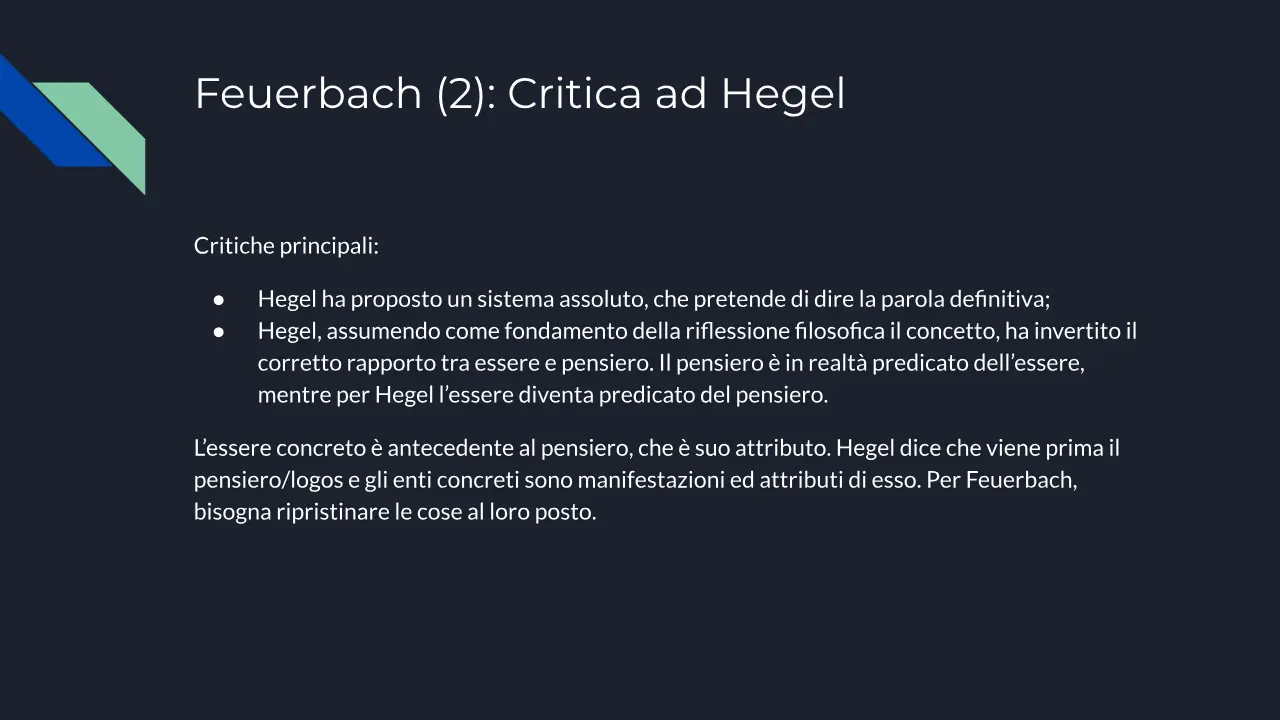 Feuerbach (2): Critica ad Hegel
Critiche principali:
● Hegel ha proposto un sistema assoluto, che pretende di dire la parola definitiva;
● Hegel, assumendo come fondamento della riflessione filosofica il concetto, ha invertito il
corretto rapporto tra essere e pensiero. Il pensiero è in realtà predicato dell’essere,
mentre per Hegel l’essere diventa predicato del pensiero.
L’essere concreto è antecedente al pensiero, che è suo attributo. Hegel dice che viene prima il
pensiero/logos e gli enti concreti sono manifestazioni ed attributi di esso. Per Feuerbach,
bisogna ripristinare le cose al loro posto.